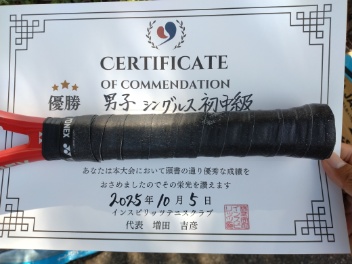 CERTIFICATE
OF COMMENDATION
優勝
男子 シングルス 初中級
YONEX
あなたは本大会において頭書の通り優秀な成績を
おさめましたのでその栄光を讃えます
2025年10月5日
インスピリッツテニスクラブ
代表 増田 吉彦